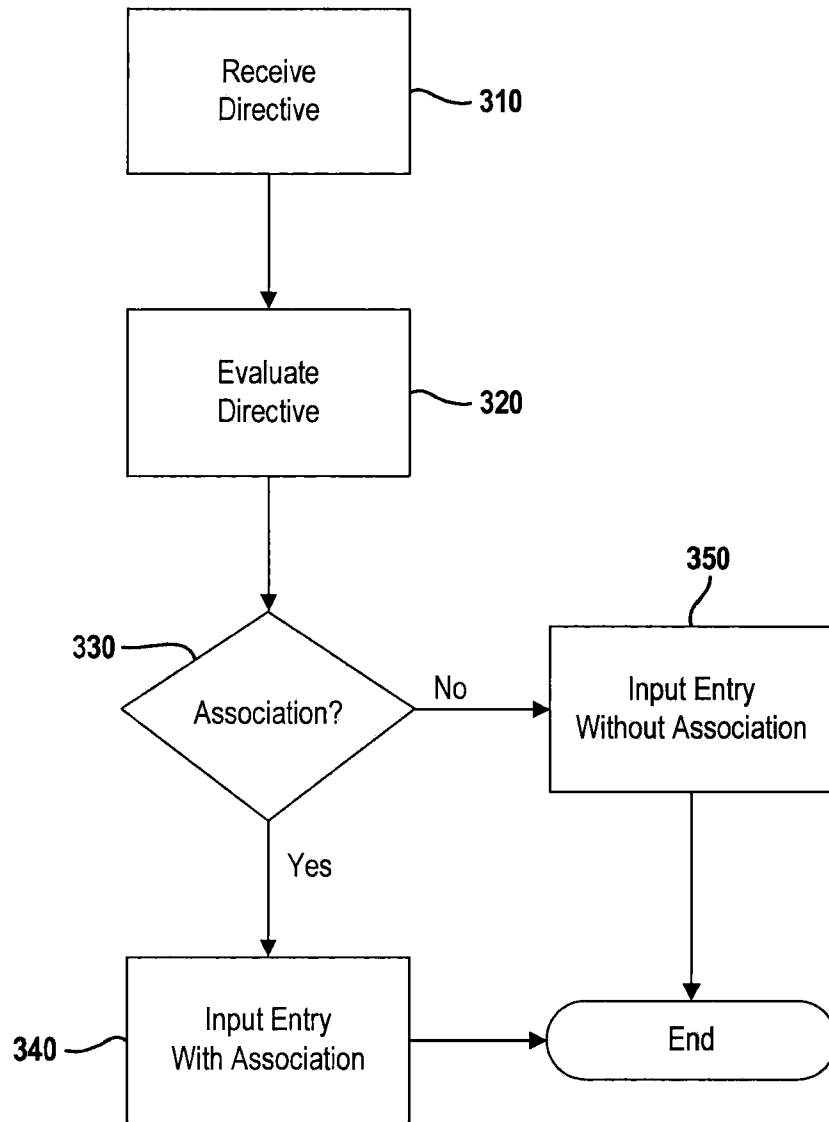 Receive
Directive
310
Evaluate
Directive
320
350
330
Association?
No
Input Entry
Without Association
Yes
Input Entry
With Association
340
End